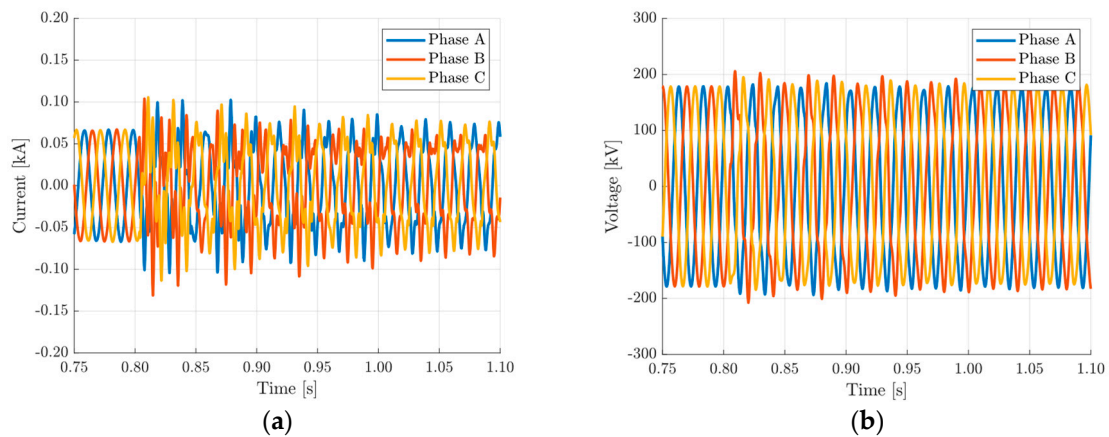 0.20
0.15
0.10
0.05
0.00
-0.05
-0.10
-0.15
-0.20
Current [kA]
0.75 0.80 0.85 0.90 0.95 1.00 1.05 1.10
Time [s]
Phase A
Phase B
Phase C
(a)
300
200
100
0
-100
-200
-300
Voltage [kV]
0.75 0.80 0.85 0.90 0.95 1.00 1.05 1.10
Time [s]
Phase A
Phase B
Phase C
(b)